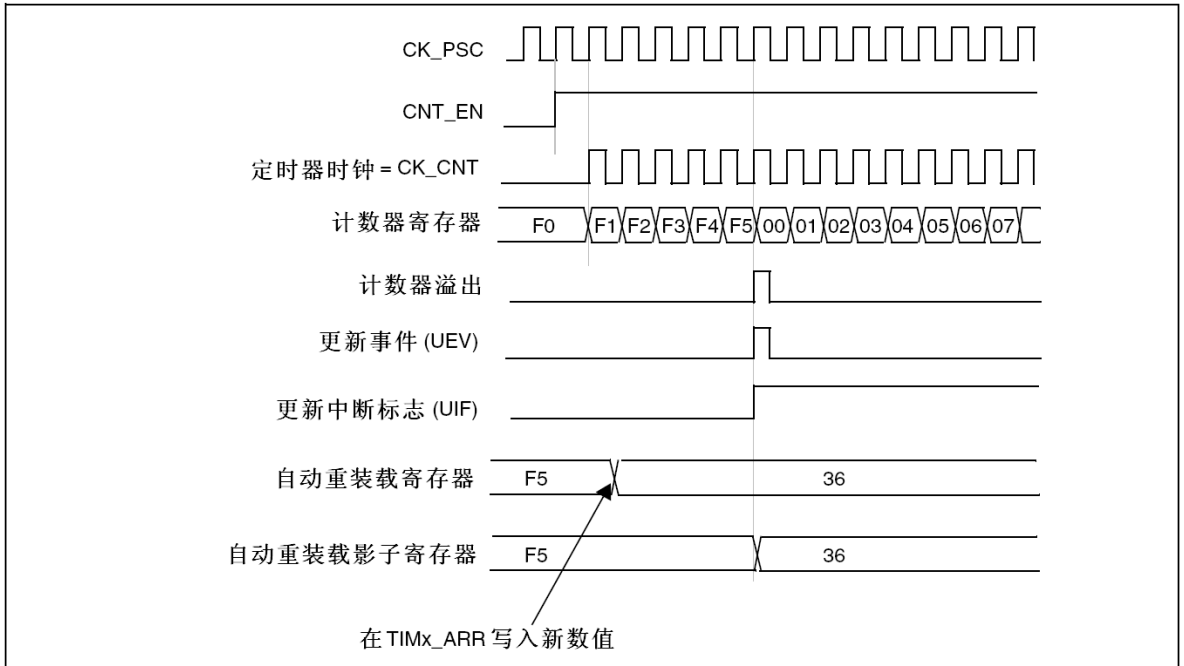 CK_PSC
CNT_EN
定时器时钟 = CK_CNT
计数器寄存器 F0 F1 F2 F3 F4 F5 00 01 02 03 04 05 06 07
计数器溢出
更新事件 (UEV)
更新中断标志 (UIF)
自动重装载寄存器 F5 36
自动重装载影子寄存器 F5 36
在 TIMx_ARR 写入新数值